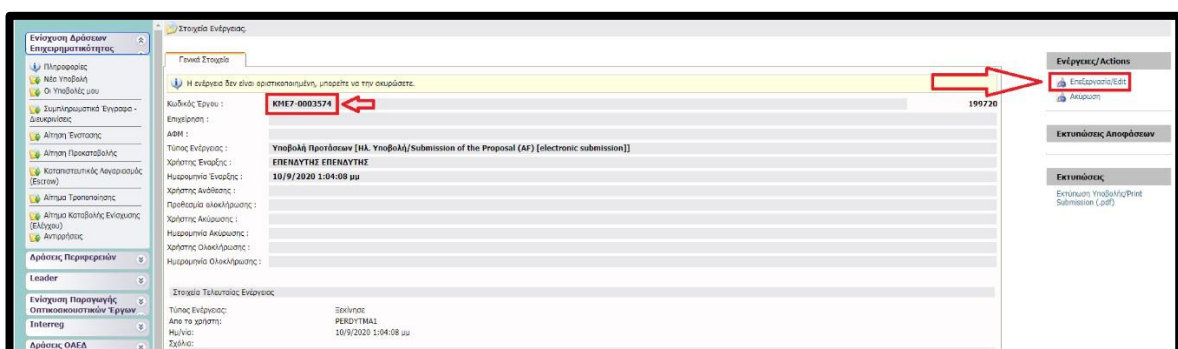 Ενίσχυση Δράσεων
Επιχειρηματικότητας
Πληροφορίες
Νέα Υποβολή
Οι Υποβολές μου
Συμπληρωματικά Έγγραφα -
Διευκρινίσεις
Αίτηση Ένστασης
Αίτηση Προκαταβολής
Καταπιστευτικός Λογαριασμός
(Escrow)
Αίτημα Τροποποίησης
Αίτημα Καταβολής Ενίσχυσης
(Ελέγχου)
Αντιρρήσεις
Δράσεις Περιφερειών
Leader
Ενίσχυση Παραγωγής
Οπτικοακουστικών Έργων
Interreg
Δράσεις ΟΑΕΔ
Στοιχεία Ενέργειας.
Γενικά Στοιχεία
Η ενέργεια δεν είναι οριστικοποιημένη, μπορείτε να την ακυρώσετε.
Κωδικός Έργου : ΚΜΕ7-0003574 199720
Επιχείρηση :
ΑΦΜ :
Τύπος Ενέργειας : Υποβολή Προτάσεων [Ηλ. Υποβολή/Submission of the Proposal (AF) [electronic submission]]
Χρήστης Έναρξης : ΕΠΕΝΔΥΤΗΣ ΕΠΕΝΔΥΤΗΣ
Ημερομηνία Έναρξης : 10/9/2020 1:04:08 μμ
Χρήστης Ανάθεσης :
Προθεσμία ολοκλήρωσης :
Χρήστης Ακύρωσης :
Ημερομηνία Ακύρωσης :
Χρήστης Ολοκλήρωσης :
Ημερομηνία Ολοκλήρωσης :
Στοιχεία Τελευταίας Ενέργειας
Τύπος Ενέργειας: Ξεκίνησε
Απο το χρήστη: PERDYTMA1
Ημ/νία: 10/9/2020 1:04:08 μμ
Σχόλια:
Ενέργειες/Actions
Επεξεργασία/Edit
Ακύρωση
Εκτυπώσεις Αποφάσεων
Εκτυπώσεις
Εκτύπωση Υποβολής/Print
Submission (.pdf)